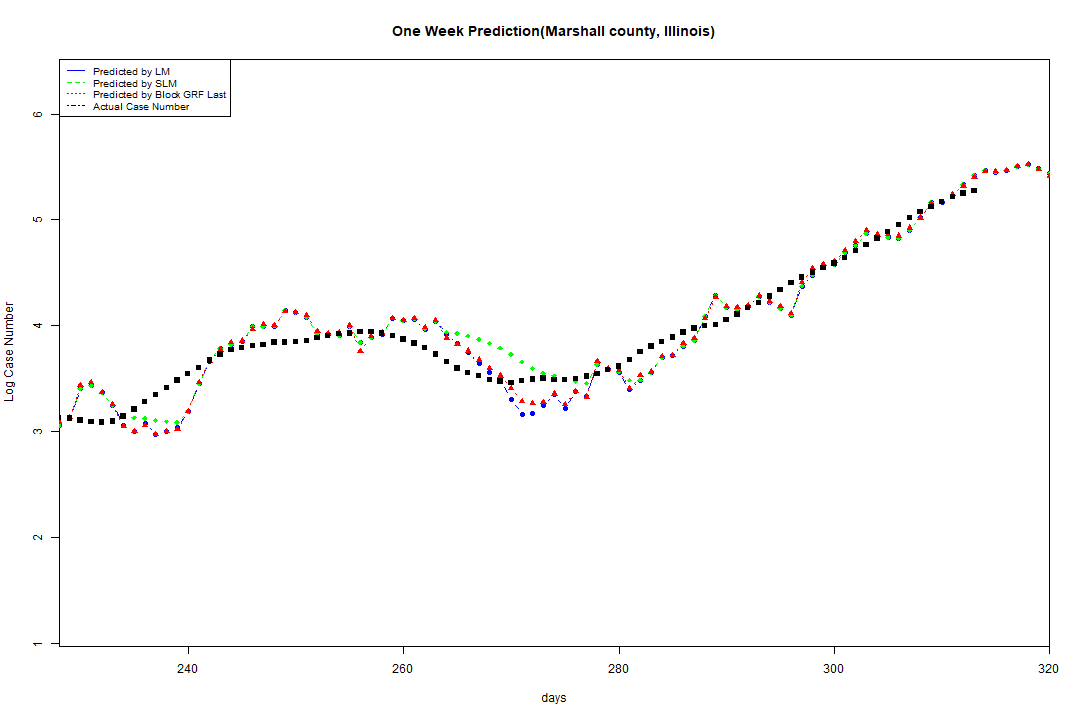 One Week Prediction(Marshall county, Illinois)
Predicted by LM
Predicted by SLM
Predicted by Block GRF Last
Actual Case Number
6
5
4
3
2
1
Log Case Number
240
260
280
300
320
days